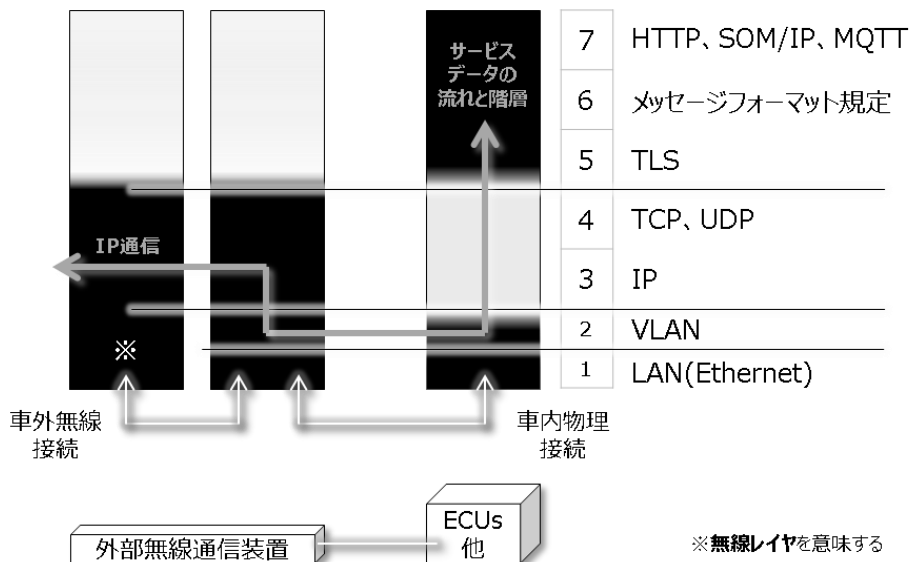 サービス
データの
流れと階層
7 HTTP、SOM/IP、MQTT
6 メッセージフォーマット規定
5 TLS
4 TCP、UDP
IP通信
3 IP
2 VLAN
※
1 LAN(Ethernet)
車外無線
接続
車内物理
接続
外部無線通信装置
ECUs
他
※無線レイヤを意味する